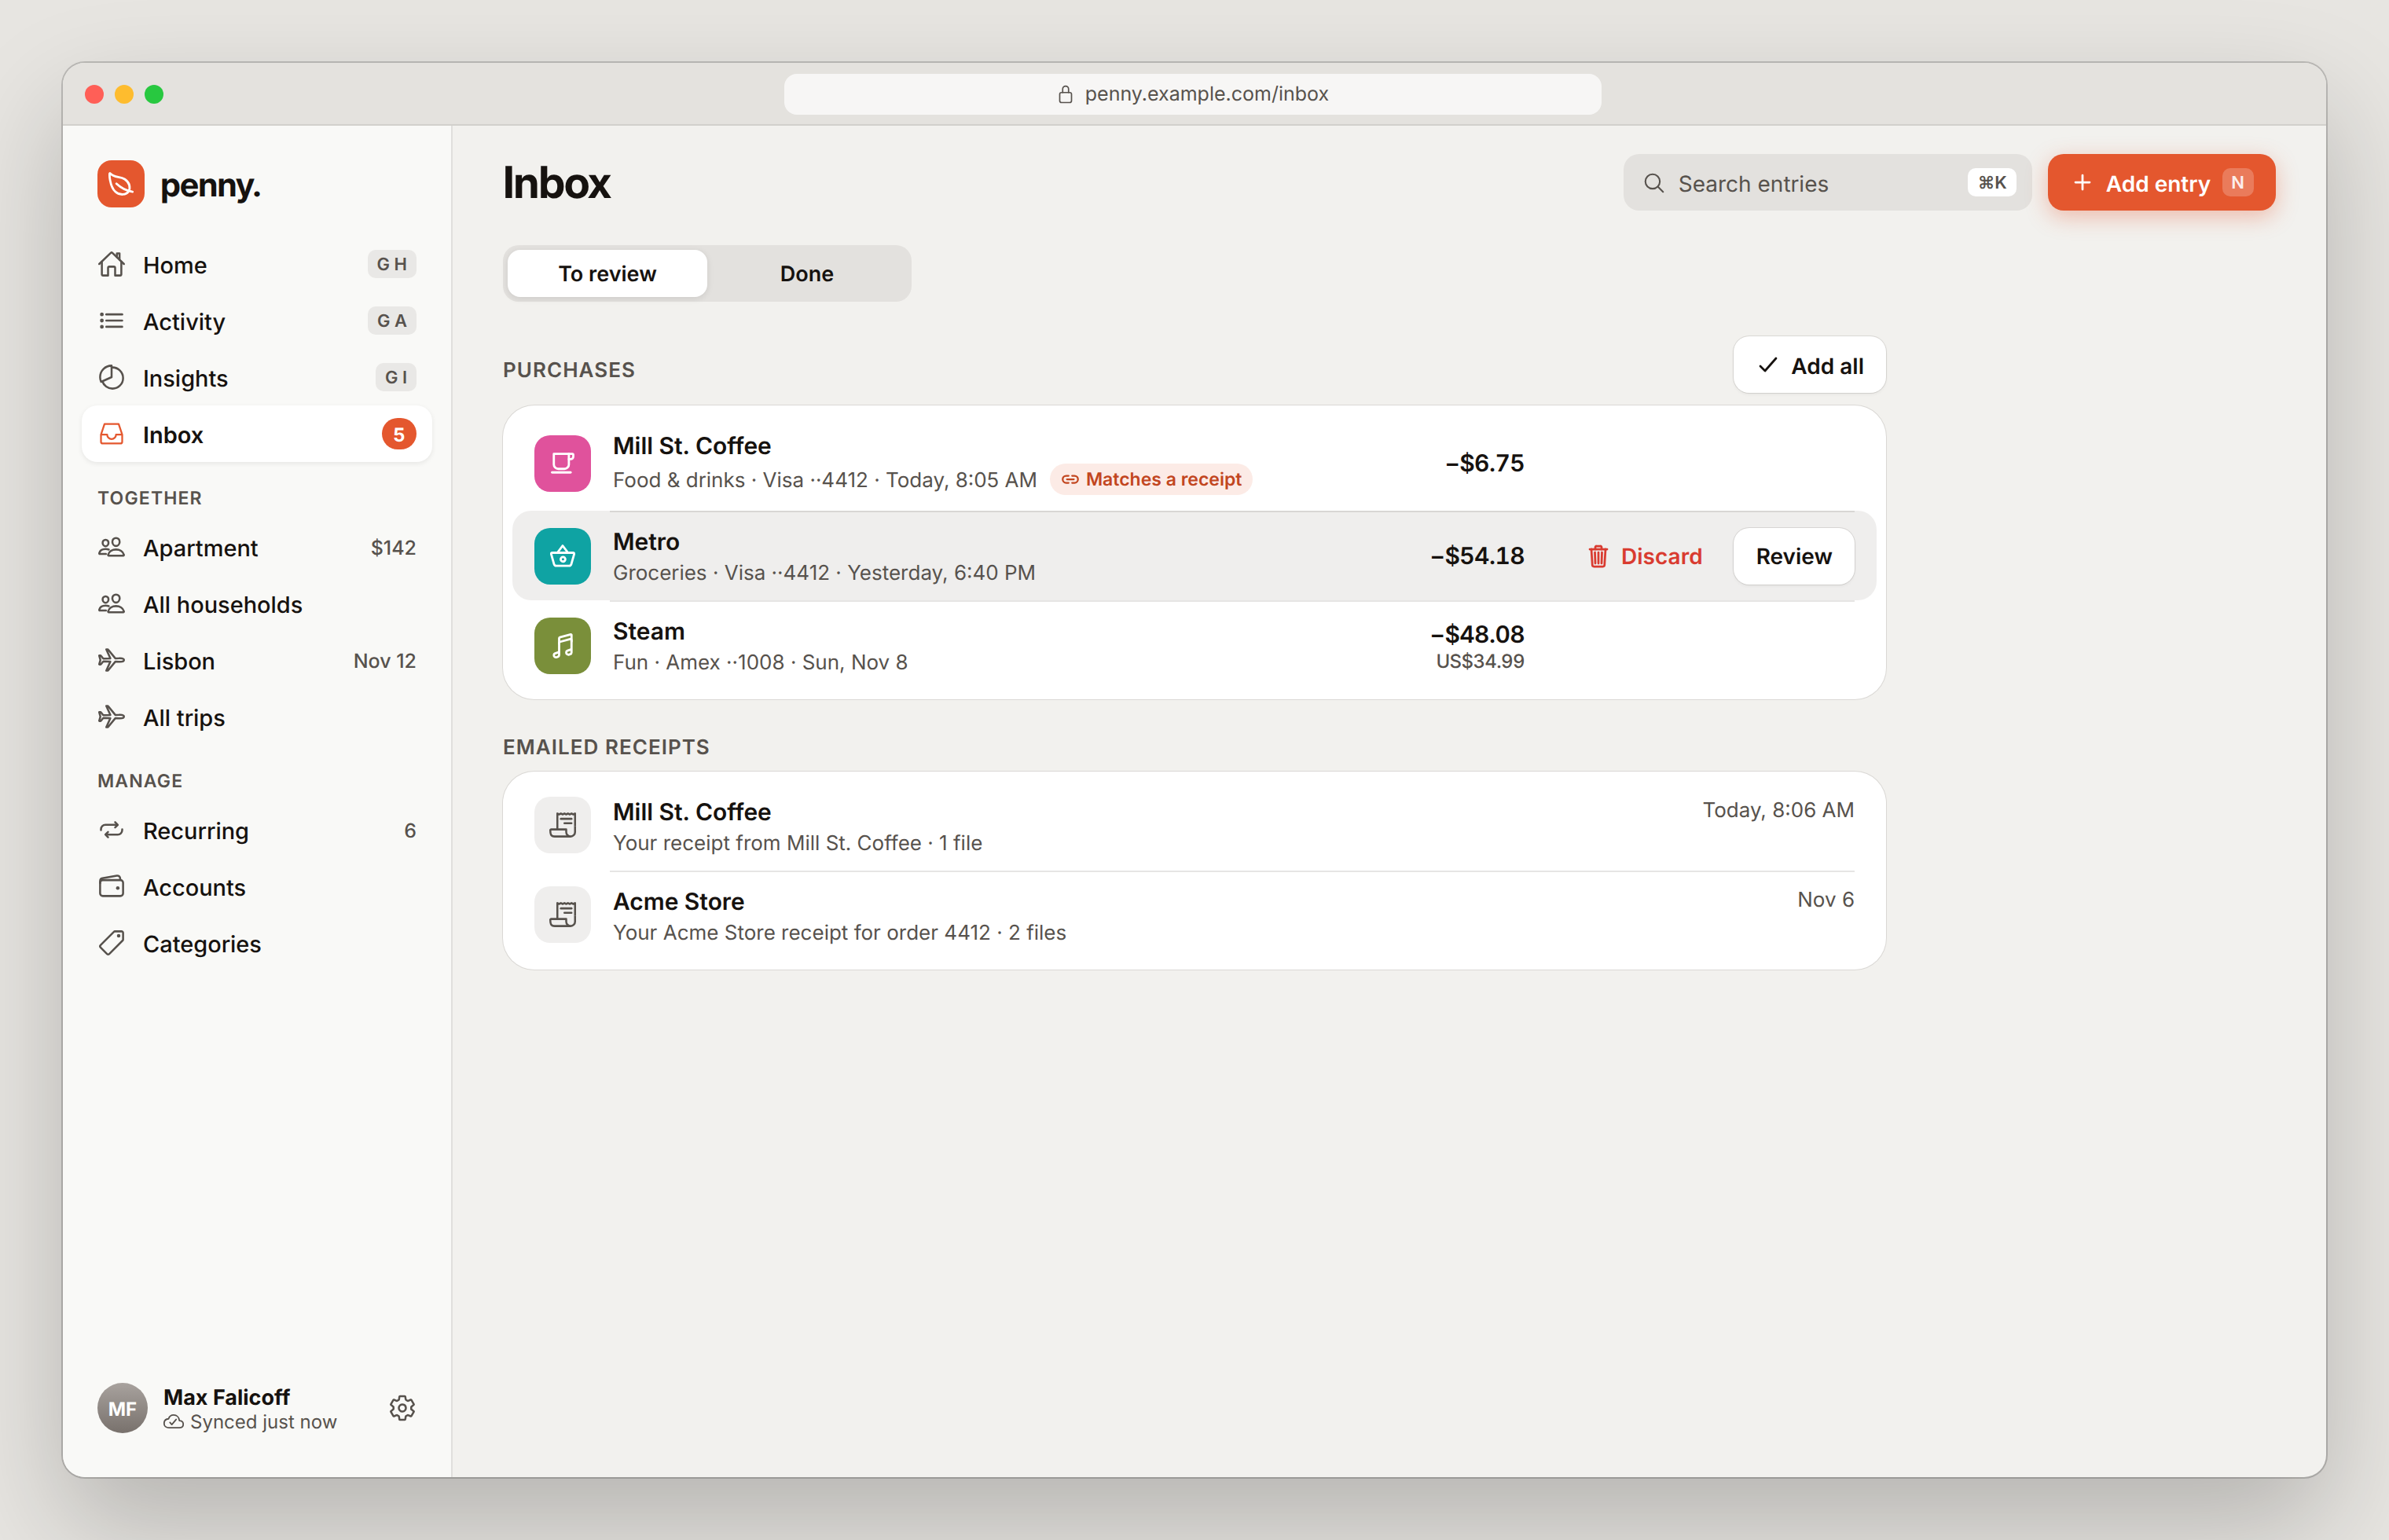 penny.example.com/inbox
penny.
Home G H
Activity G A
Insights G I
Inbox 5
TOGETHER
Apartment $142
All households
Lisbon Nov 12
All trips
MANAGE
Recurring 6
Accounts
Categories
MF
Max Falicoff
Synced just now
Inbox
Search entries ⌘K
+ Add entry N
To review Done
PURCHASES
Add all
Mill St. Coffee
Food & drinks · Visa ··4412 · Today, 8:05 AM Matches a receipt
−$6.75
Metro
Groceries · Visa ··4412 · Yesterday, 6:40 PM
−$54.18
Discard Review
Steam
Fun · Amex ··1008 · Sun, Nov 8
−$48.08
US$34.99
EMAILED RECEIPTS
Mill St. Coffee
Your receipt from Mill St. Coffee · 1 file
Today, 8:06 AM
Acme Store
Your Acme Store receipt for order 4412 · 2 files
Nov 6